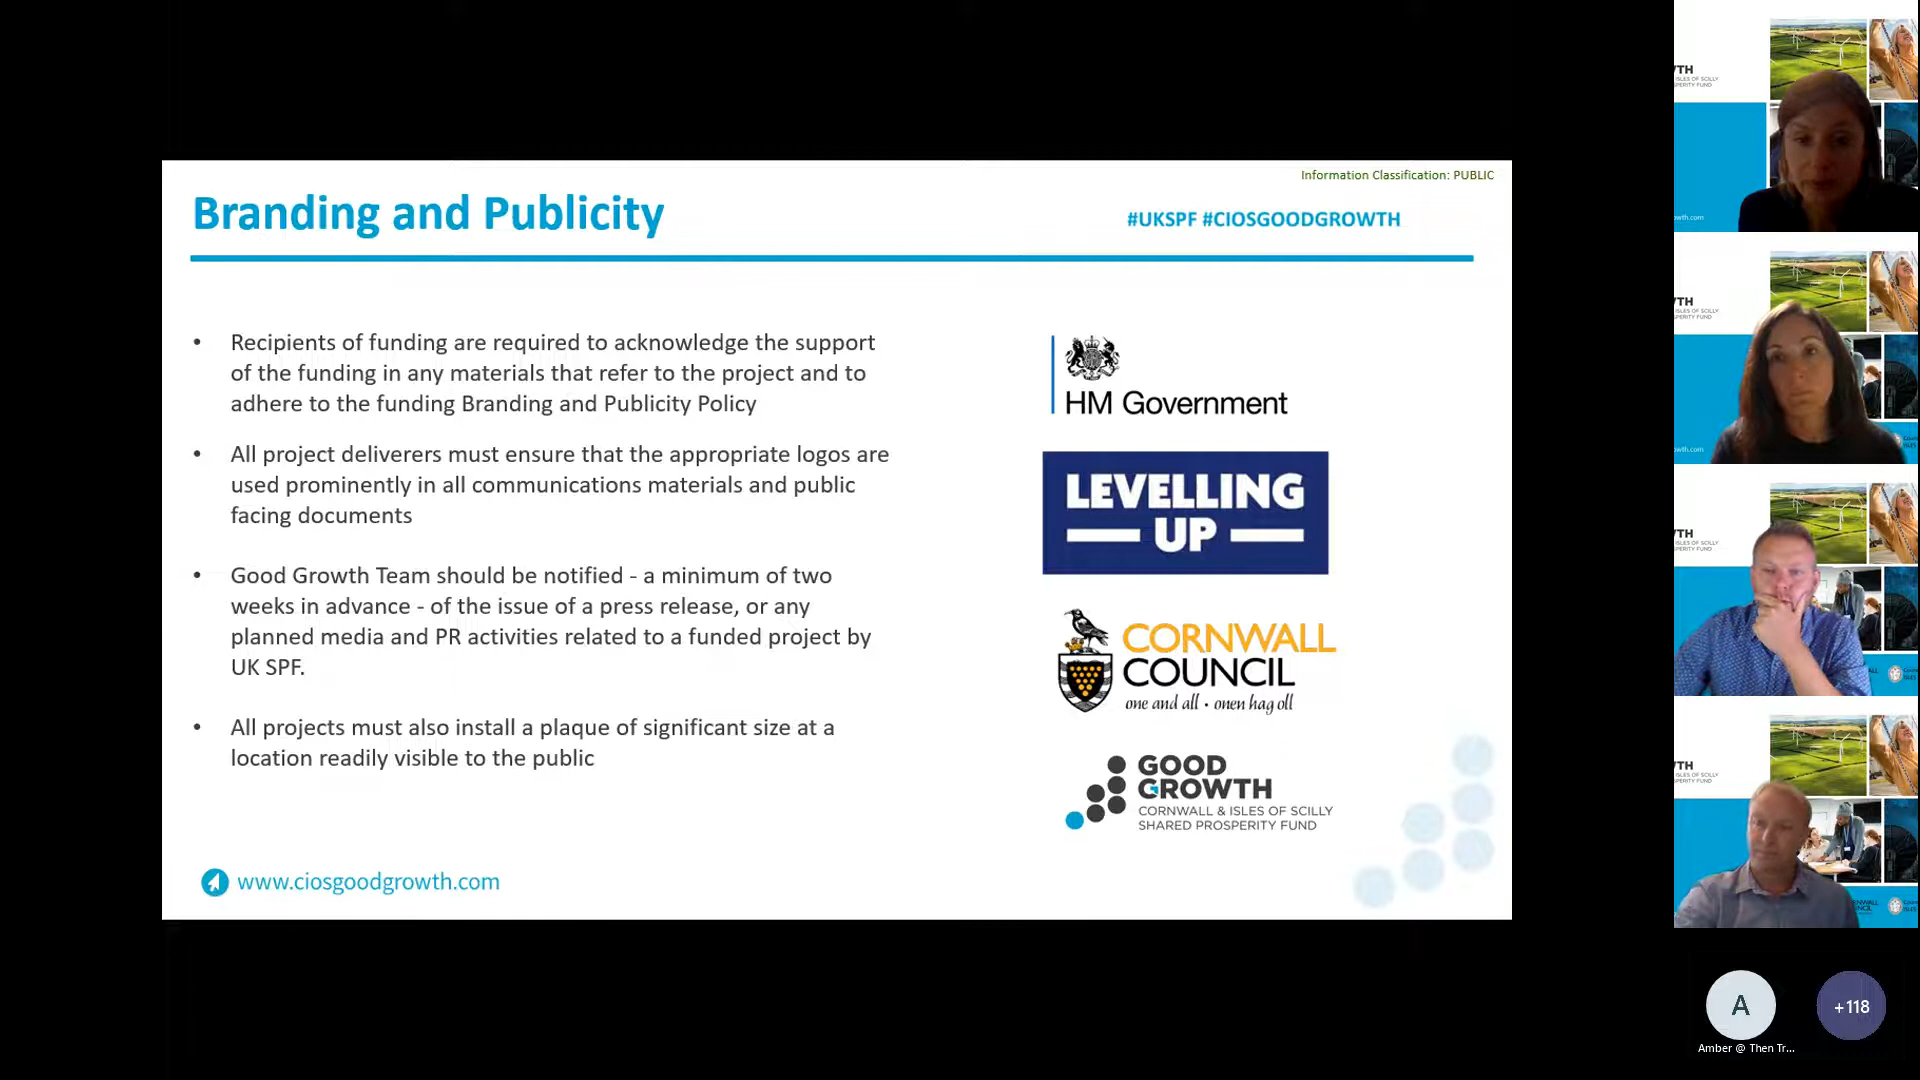 Information Classification: PUBLIC
Branding and Publicity
#UKSPF #CIOSGOODGROWTH
• Recipients of funding are required to acknowledge the support
of the funding in any materials that refer to the project and to
adhere to the funding Branding and Publicity Policy
• All project deliverers must ensure that the appropriate logos are
used prominently in all communications materials and public
facing documents
• Good Growth Team should be notified - a minimum of two
weeks in advance - of the issue of a press release, or any
planned media and PR activities related to a funded project by
UK SPF.
• All projects must also install a plaque of significant size at a
location readily visible to the public
www.ciosgoodgrowth.com
HM Government
LEVELLING
UP
CORNWALL
COUNCIL
one and all • onen hag oll
GOOD
GROWTH
CORNWALL & ISLES OF SCILLY
SHARED PROSPERITY FUND
A
+118
Amber @ Then Tr...